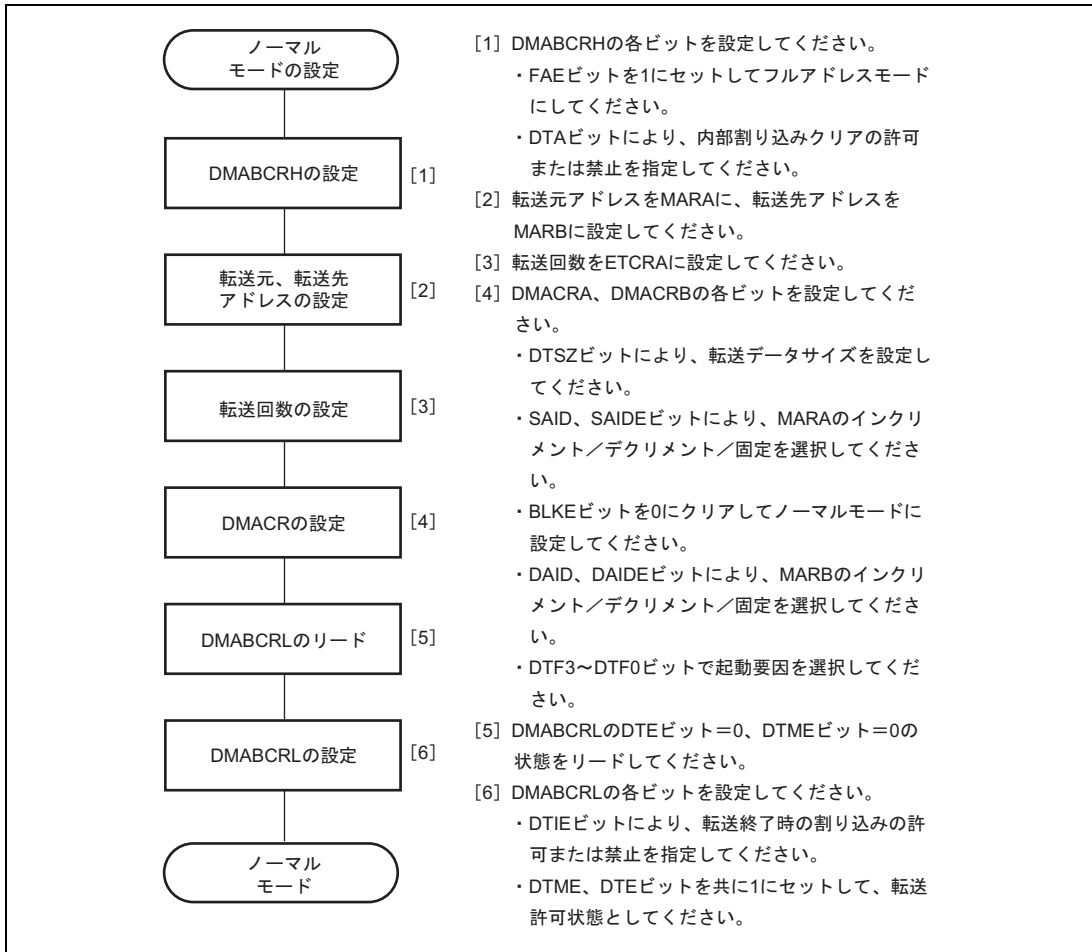 ノーマル
モードの設定
DMABCRHの設定
[1]
転送元、転送先
アドレスの設定
[2]
転送回数の設定
[3]
DMACRの設定
[4]
DMABCRLのリード
[5]
DMABCRLの設定
[6]
ノーマル
モード
[1] DMABCRHの各ビットを設定してください。
・FAEビットを1にセットしてフルアドレスモード
にしてください。
・DTAビットにより、内部割り込みクリアの許可
または禁止を指定してください。
[2] 転送元アドレスをMARAに、転送先アドレスを
MARBに設定してください。
[3] 転送回数をETCRAに設定してください。
[4] DMACRA、DMACRBの各ビットを設定してくだ
さい。
・DTSZビットにより、転送データサイズを設定し
てください。
・SAID、SAIDEビットにより、MARAのインクリ
メント／デクリメント／固定を選択してくださ
い。
・BLKEビットを0にクリアしてノーマルモードに
設定してください。
・DAID、DAIDEビットにより、MARBのインクリ
メント／デクリメント／固定を選択してくださ
い。
・DTF3～DTF0ビットで起動要因を選択してくだ
さい。
[5] DMABCRLのDTEビット＝0、DTMEビット＝0の
状態をリードしてください。
[6] DMABCRLの各ビットを設定してください。
・DTIEビットにより、転送終了時の割り込みの許
可または禁止を指定してください。
・DTME、DTEビットを共に1にセットして、転送
許可状態としてください。